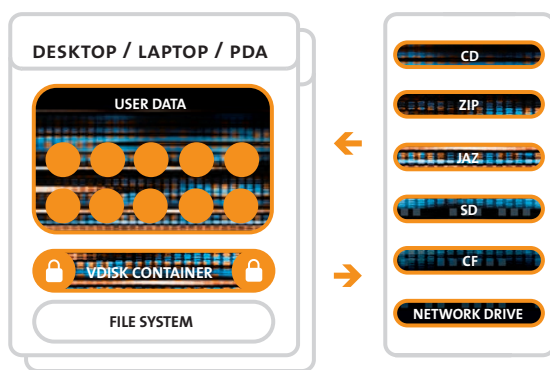 DESKTOP / LAPTOP / PDA
USER DATA
VDISK CONTAINER
FILE SYSTEM
CD
ZIP
JAZ
SD
CF
NETWORK DRIVE